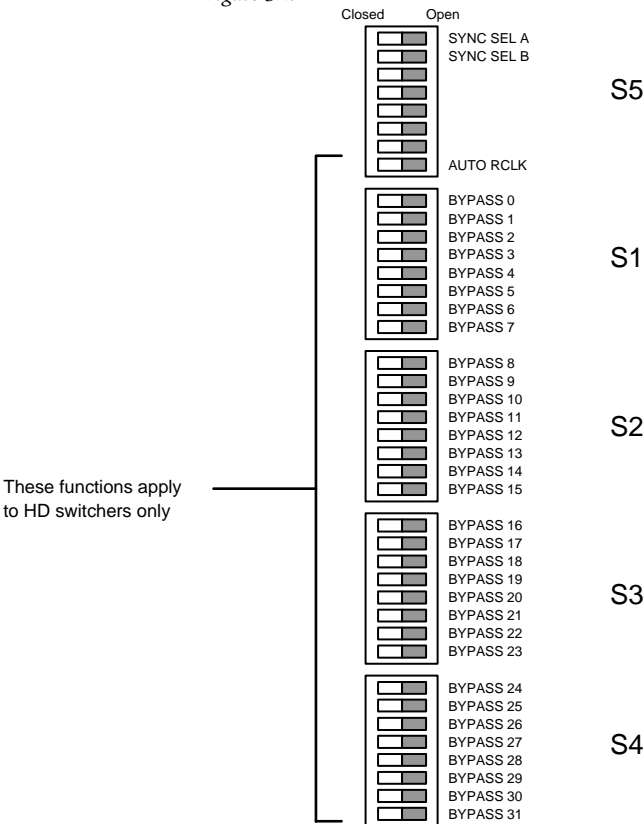 Closed Open
SYNC SEL A
SYNC SEL B
S5
AUTO RCLK
BYPASS 0
BYPASS 1
BYPASS 2
BYPASS 3
S1
BYPASS 4
BYPASS 5
BYPASS 6
BYPASS 7
BYPASS 8
BYPASS 9
BYPASS 10
BYPASS 11
S2
BYPASS 12
BYPASS 13
BYPASS 14
BYPASS 15
These functions apply
to HD switchers only
BYPASS 16
BYPASS 17
BYPASS 18
BYPASS 19
S3
BYPASS 20
BYPASS 21
BYPASS 22
BYPASS 23
BYPASS 24
BYPASS 25
BYPASS 26
BYPASS 27
S4
BYPASS 28
BYPASS 29
BYPASS 30
BYPASS 31